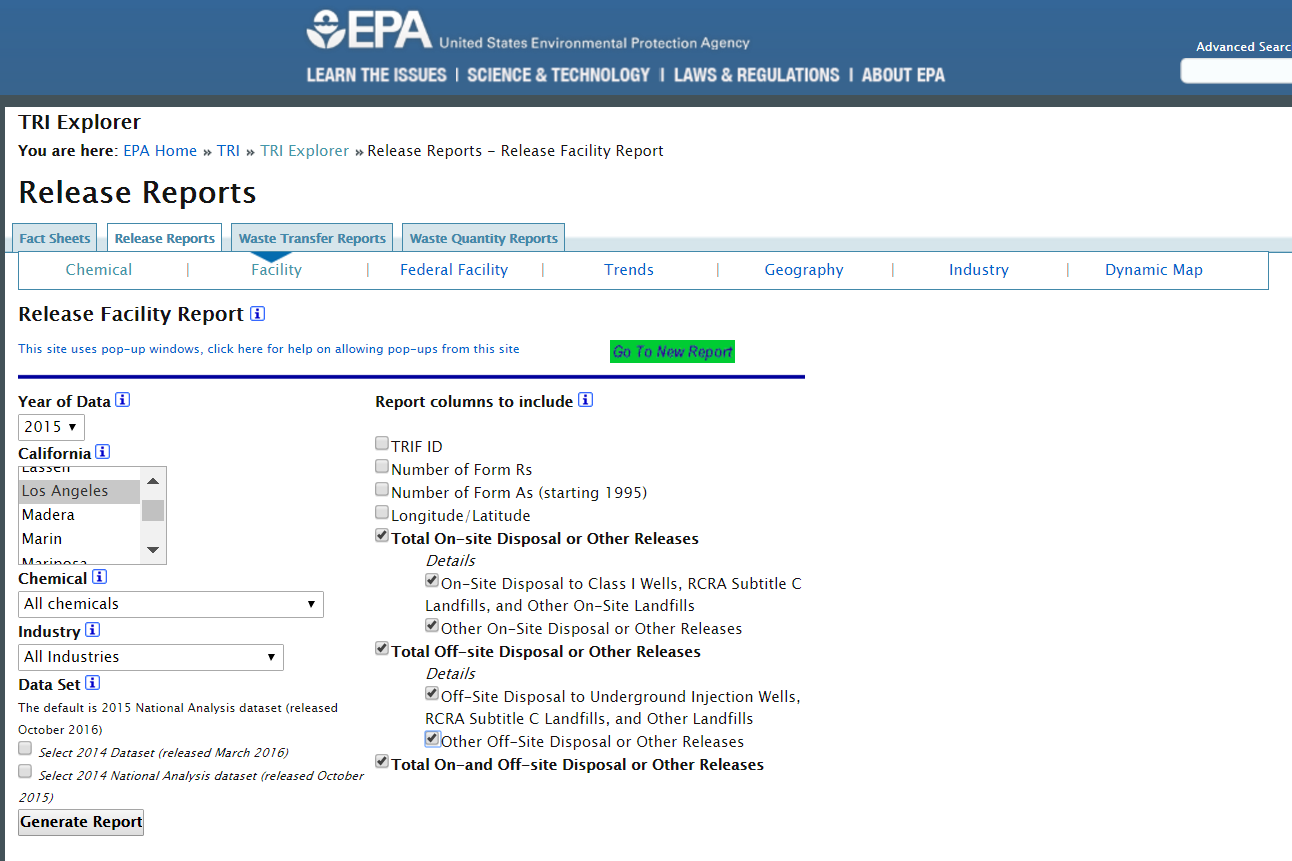 EPA United States Environmental Protection Agency
Advanced Searc
LEARN THE ISSUES | SCIENCE & TECHNOLOGY | LAWS & REGULATIONS | ABOUT EPA
TRI Explorer
You are here: EPA Home » TRI » TRI Explorer » Release Reports - Release Facility Report
Release Reports
Fact Sheets Release Reports Waste Transfer Reports Waste Quantity Reports
Chemical | Facility | Federal Facility | Trends | Geography | Industry | Dynamic Map
Release Facility Report
This site uses pop-up windows, click here for help on allowing pop-ups from this site
Go To New Report
Year of Data
2015
California
Lassen
Los Angeles
Madera
Marin
Mariposa
Chemical
All chemicals
Industry
All Industries
Data Set
The default is 2015 National Analysis dataset (released
October 2016)
Select 2014 Dataset (released March 2016)
Select 2014 National Analysis dataset (released October
2015)
Generate Report
Report columns to include
TRIF ID
Number of Form Rs
Number of Form As (starting 1995)
Longitude/Latitude
Total On-site Disposal or Other Releases
Details
On-Site Disposal to Class I Wells, RCRA Subtitle C
Landfills, and Other On-Site Landfills
Other On-Site Disposal or Other Releases
Total Off-site Disposal or Other Releases
Details
Off-Site Disposal to Underground Injection Wells,
RCRA Subtitle C Landfills, and Other Landfills
Other Off-Site Disposal or Other Releases
Total On-and Off-site Disposal or Other Releases